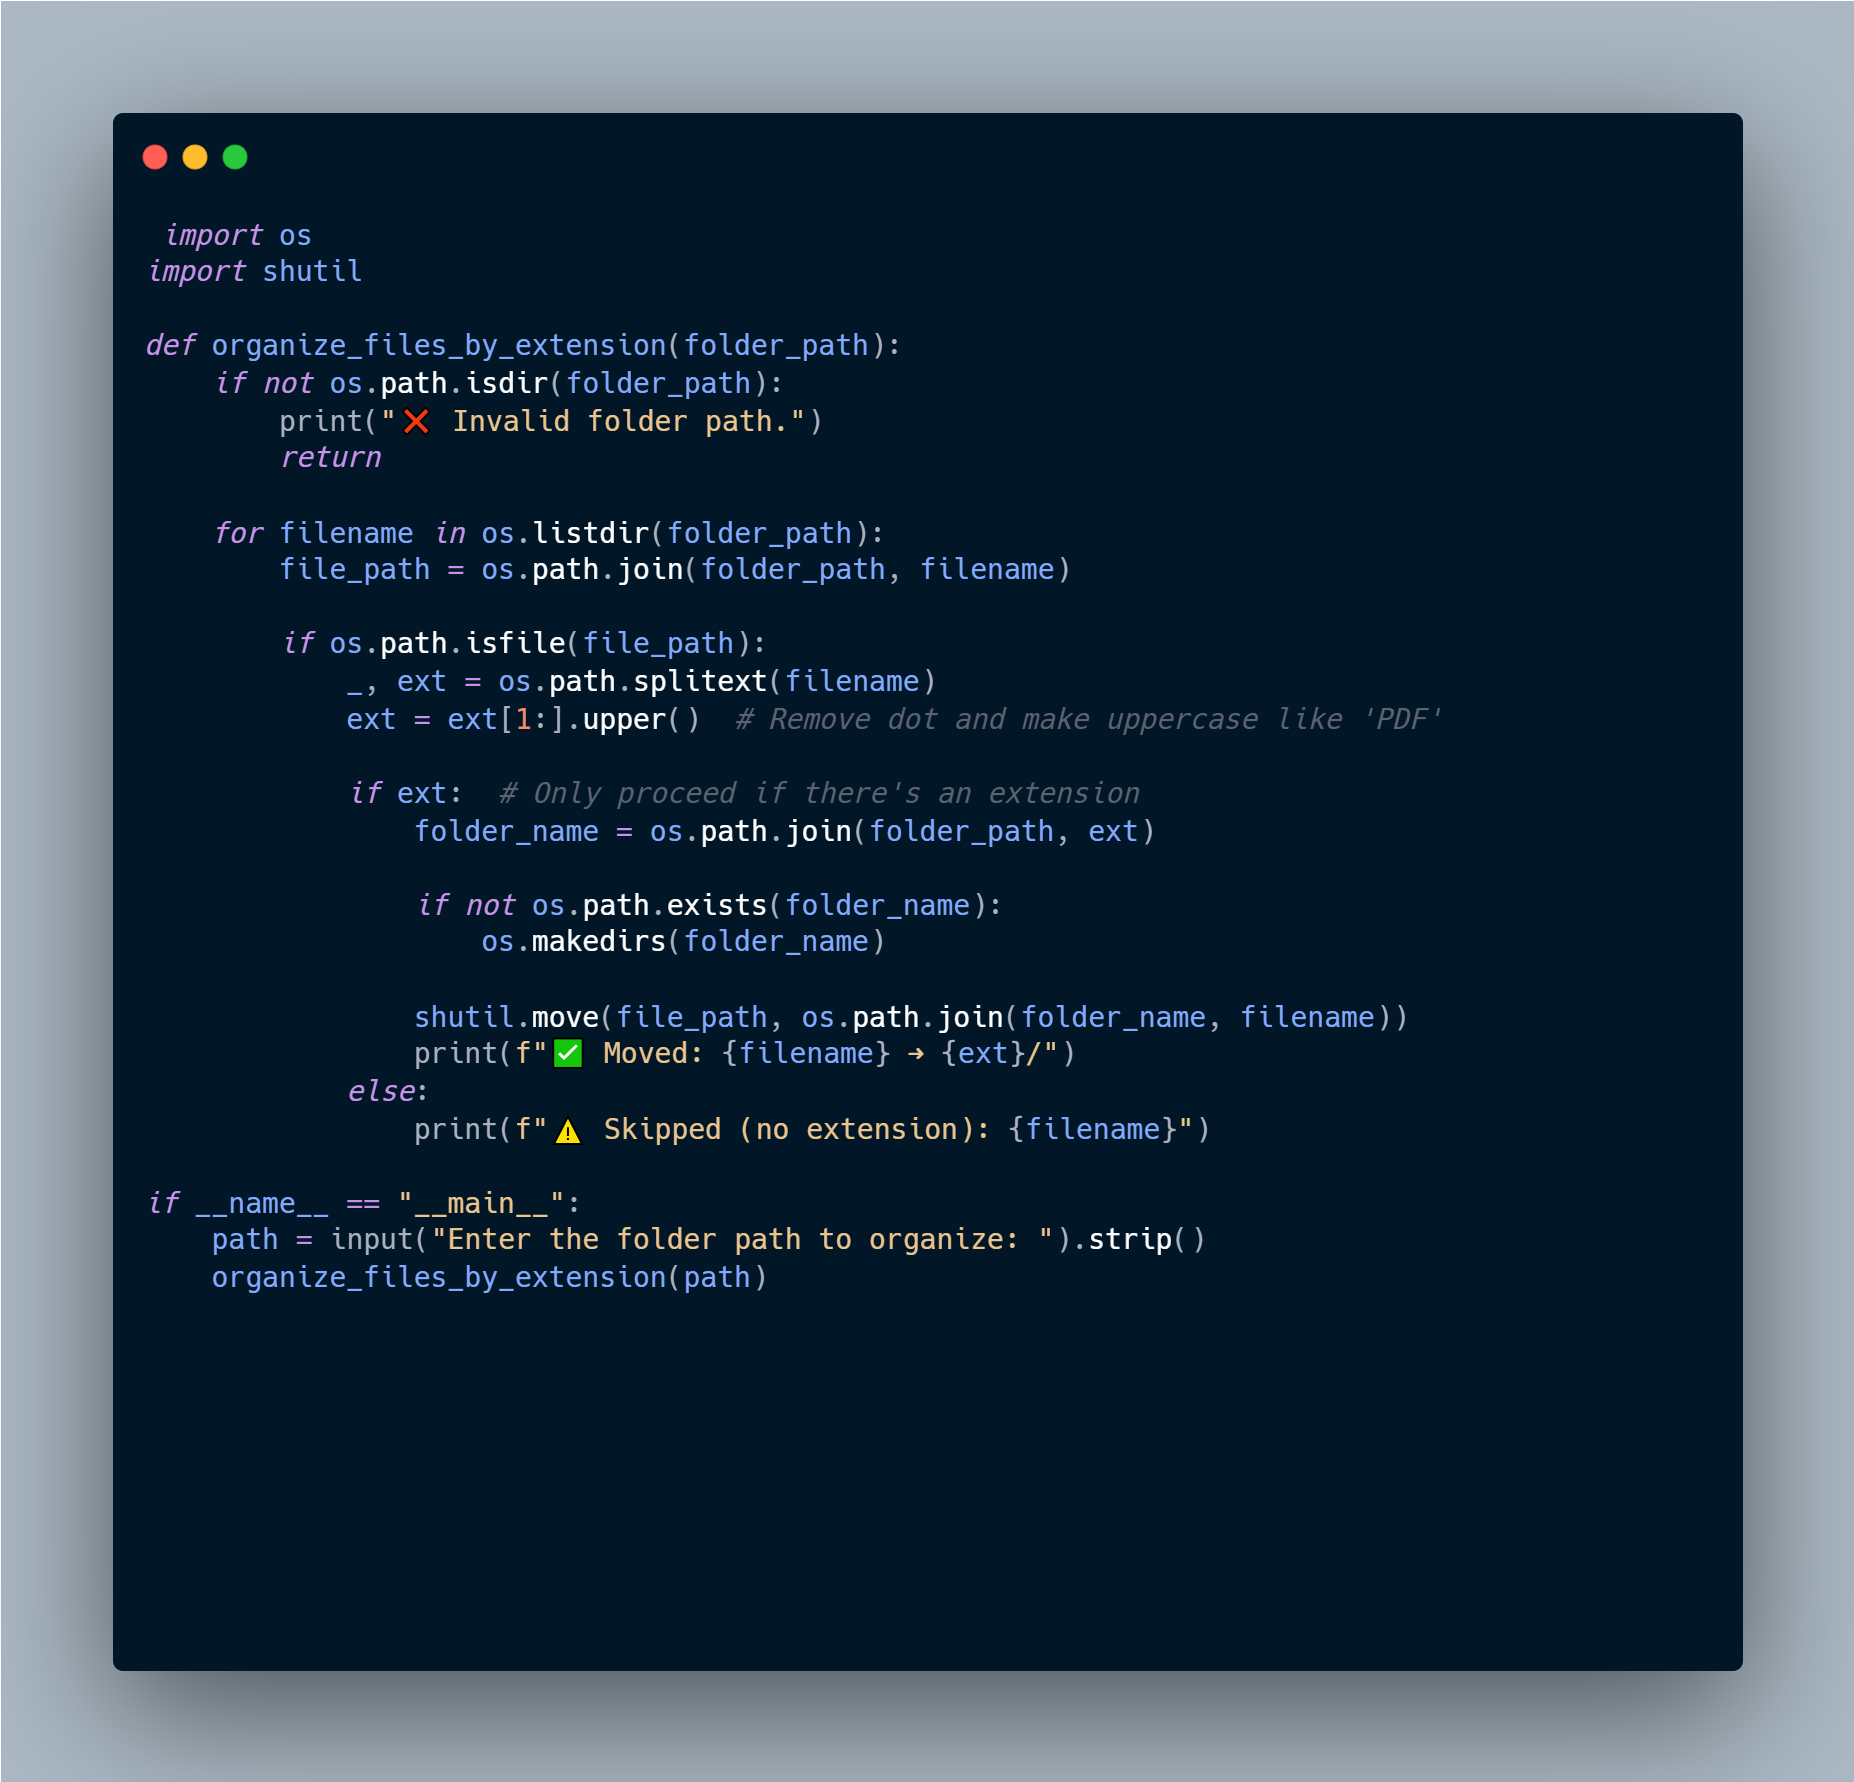 import os
import shutil

def organize_files_by_extension(folder_path):
    if not os.path.isdir(folder_path):
        print("❌ Invalid folder path.")
        return

    for filename in os.listdir(folder_path):
        file_path = os.path.join(folder_path, filename)

        if os.path.isfile(file_path):
            _, ext = os.path.splitext(filename)
            ext = ext[1:].upper()  # Remove dot and make uppercase like 'PDF'

            if ext:  # Only proceed if there's an extension
                folder_name = os.path.join(folder_path, ext)

                if not os.path.exists(folder_name):
                    os.makedirs(folder_name)

                shutil.move(file_path, os.path.join(folder_name, filename))
                print(f"✅ Moved: {filename} ➜ {ext}/")
            else:
                print(f"⚠️ Skipped (no extension): {filename}")

if __name__ == "__main__":
    path = input("Enter the folder path to organize: ").strip()
    organize_files_by_extension(path)